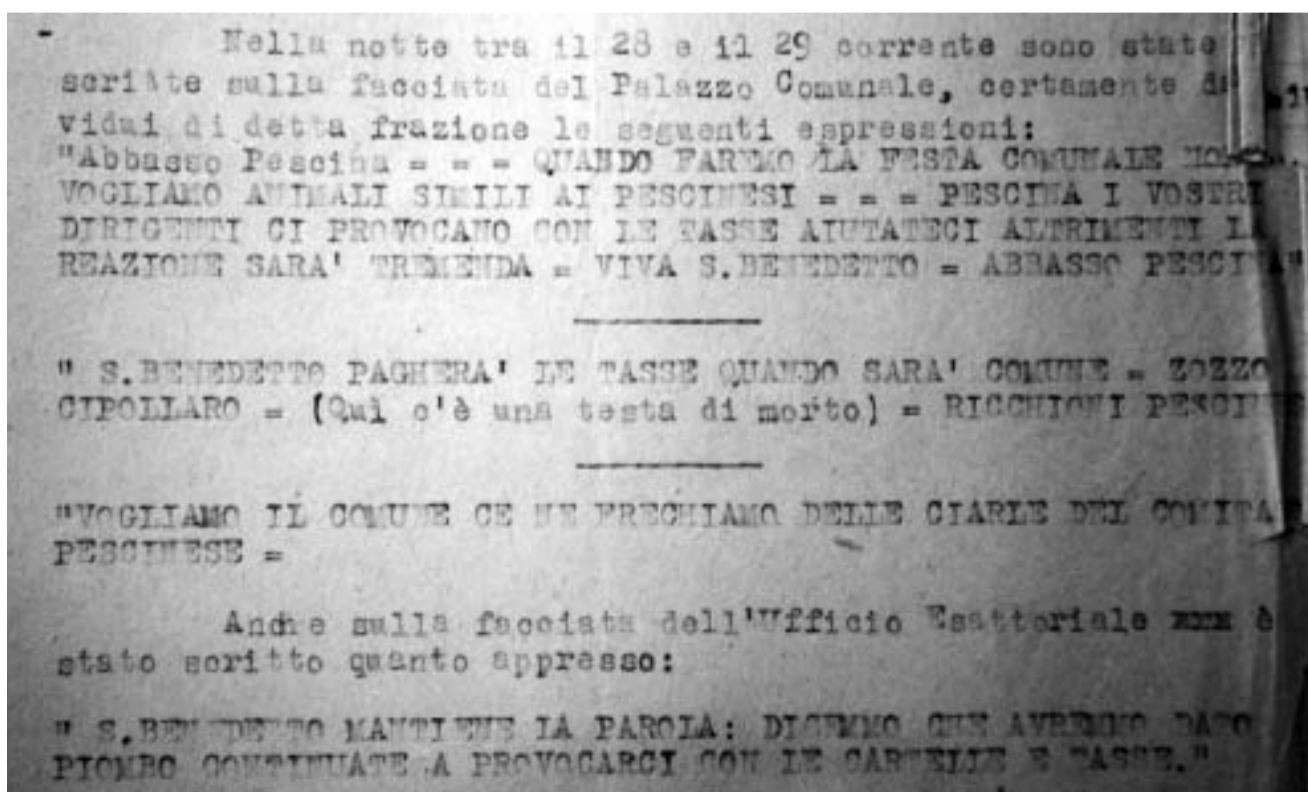 Nella notte tra il 28 e il 29 corrente sono state
scritte sulla facciata del Palazzo Comunale, certamente da
vidui di detta frazione le seguenti espressioni:
"Abbasso Pescina = = = QUANDO FAREMO LA FESTA COMUNALE NON
VOGLIAMO ANIMALI SIMILI AI PESCINESI = = = PESCINA I VOSTRI
DIRIGENTI CI PROVOCANO CON LE TASSE AIUTATECI ALTRIMENTI LA
REAZIONE SARA' TREMENDA = VIVA S.BENEDETTO = ABBASSO PESCINA"
" S.BENEDETTO PAGHERA' LE TASSE QUANDO SARA' COMUNE = ZOZZO
CIPOLLARO = (Quì c'è una testa di morto) = RICCHIONI PESCINE
"VOGLIAMO IL COMUNE CE NE FRECHIAMO DELLE CIARLE DEL COMITA
PESCINESE =
Anche sulla facciata dell'Ufficio Esattoriale xxx è
stato scritto quanto appresso:
" S.BENEDETTO MANTIENE LA PAROLA: DICEMMO CHE AVREMMO DATO
PIOMBO CONTINUATE A PROVOCARCI CON LE CARTELLE E TASSE."